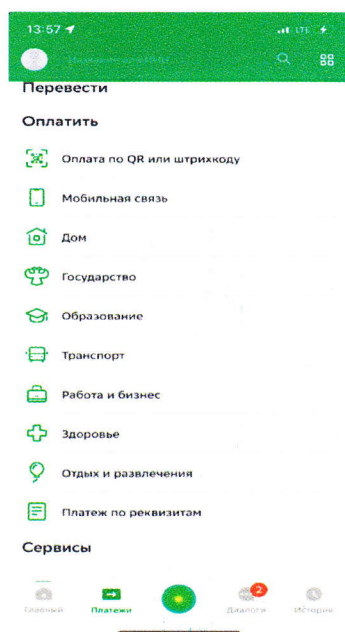 13:57
LTE
Перевести
Оплатить
Оплата по QR или штрихкоду
Мобильная связь
Дом
Государство
Образование
Транспорт
Работа и бизнес
Здоровье
Отдых и развлечения
Платеж по реквизитам
Сервисы
2
Главный Платежи Диалоги История